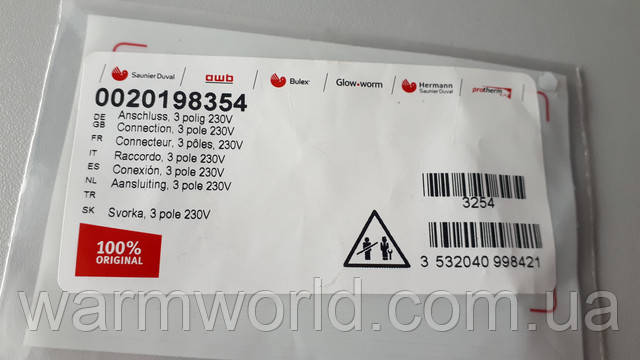 Saunier Duval awb Bulex Glow-worm Hermann Saunier Duval protherm
0020198354
DE Anschluss, 3 polig 230V
GB Connection, 3 pole 230V
FR Connecteur, 3 pôles, 230V
IT Raccordo, 3 pole 230V
ES Conexión, 3 pole 230V
NL Aansluiting, 3 pole 230V
TR
SK Svorka, 3 pole 230V
100%
ORIGINAL
3254
3 532040 998421
warmworld.com.ua